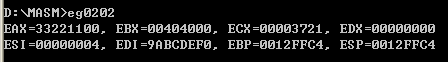 D:\MASM>eg0202
EAX=33221100, EBX=00404000, ECX=00003721, EDX=00000000
ESI=00000004, EDI=9ABCDEF0, EBP=0012FFC4, ESP=0012FFC4